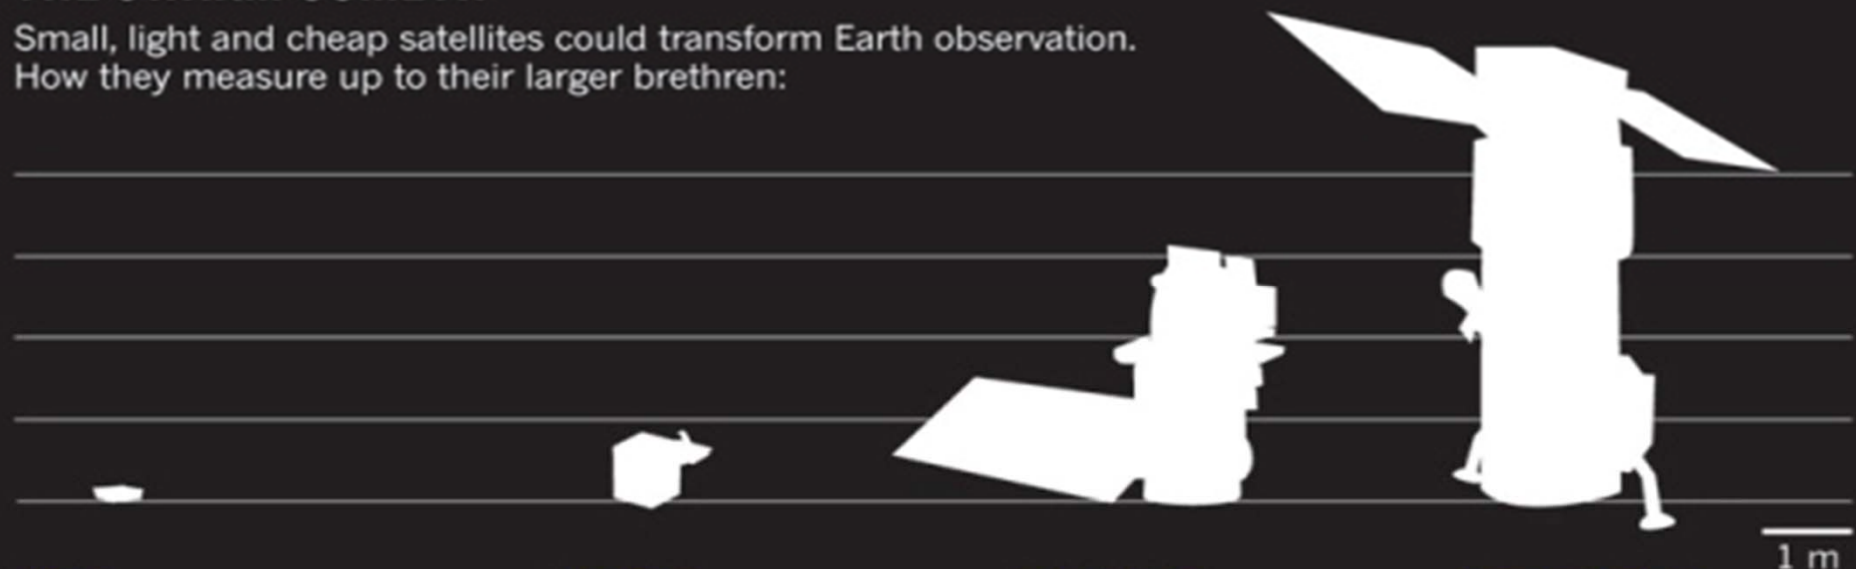 Small, light and cheap satellites could transform Earth observation.
How they measure up to their larger brethren:
1 m